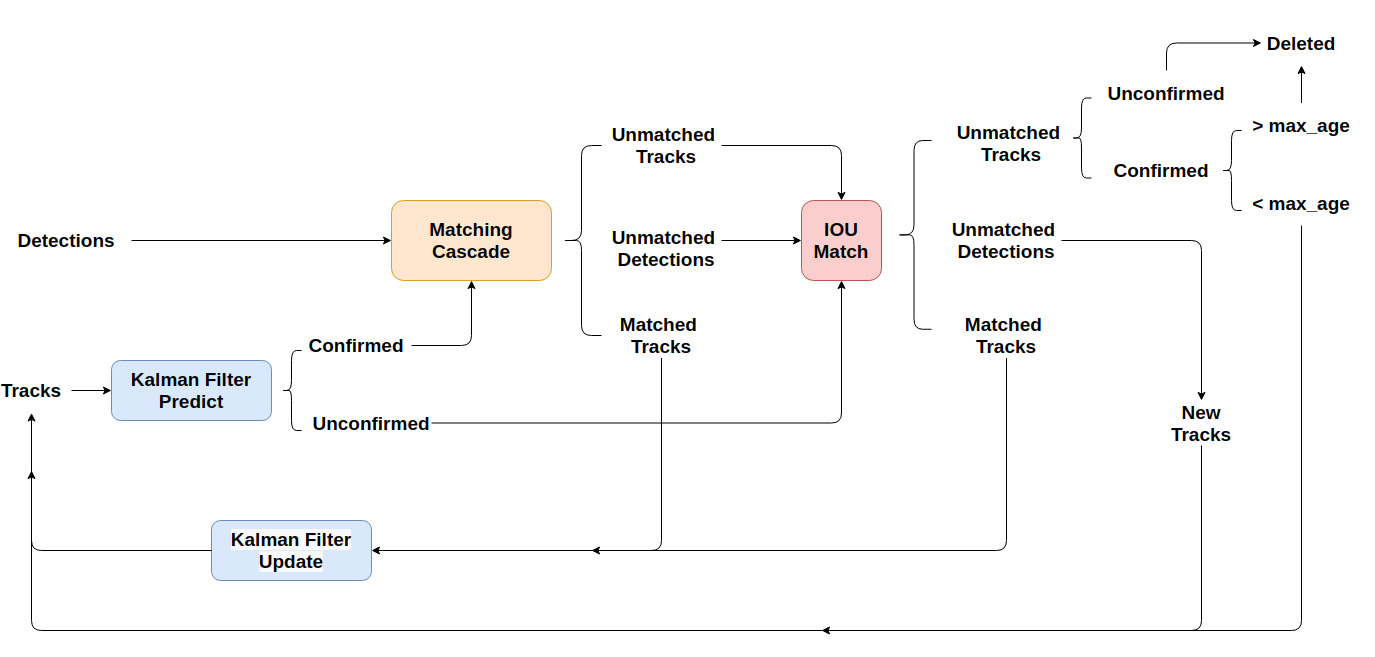 Deleted
Unconfirmed
> max_age
Unmatched
Tracks
Unmatched
Tracks
Confirmed
< max_age
Detections
Matching
Cascade
Unmatched
Detections
IOU
Match
Unmatched
Detections
Matched
Tracks
Matched
Tracks
Confirmed
Tracks
Kalman Filter
Predict
Unconfirmed
New
Tracks
Kalman Filter
Update